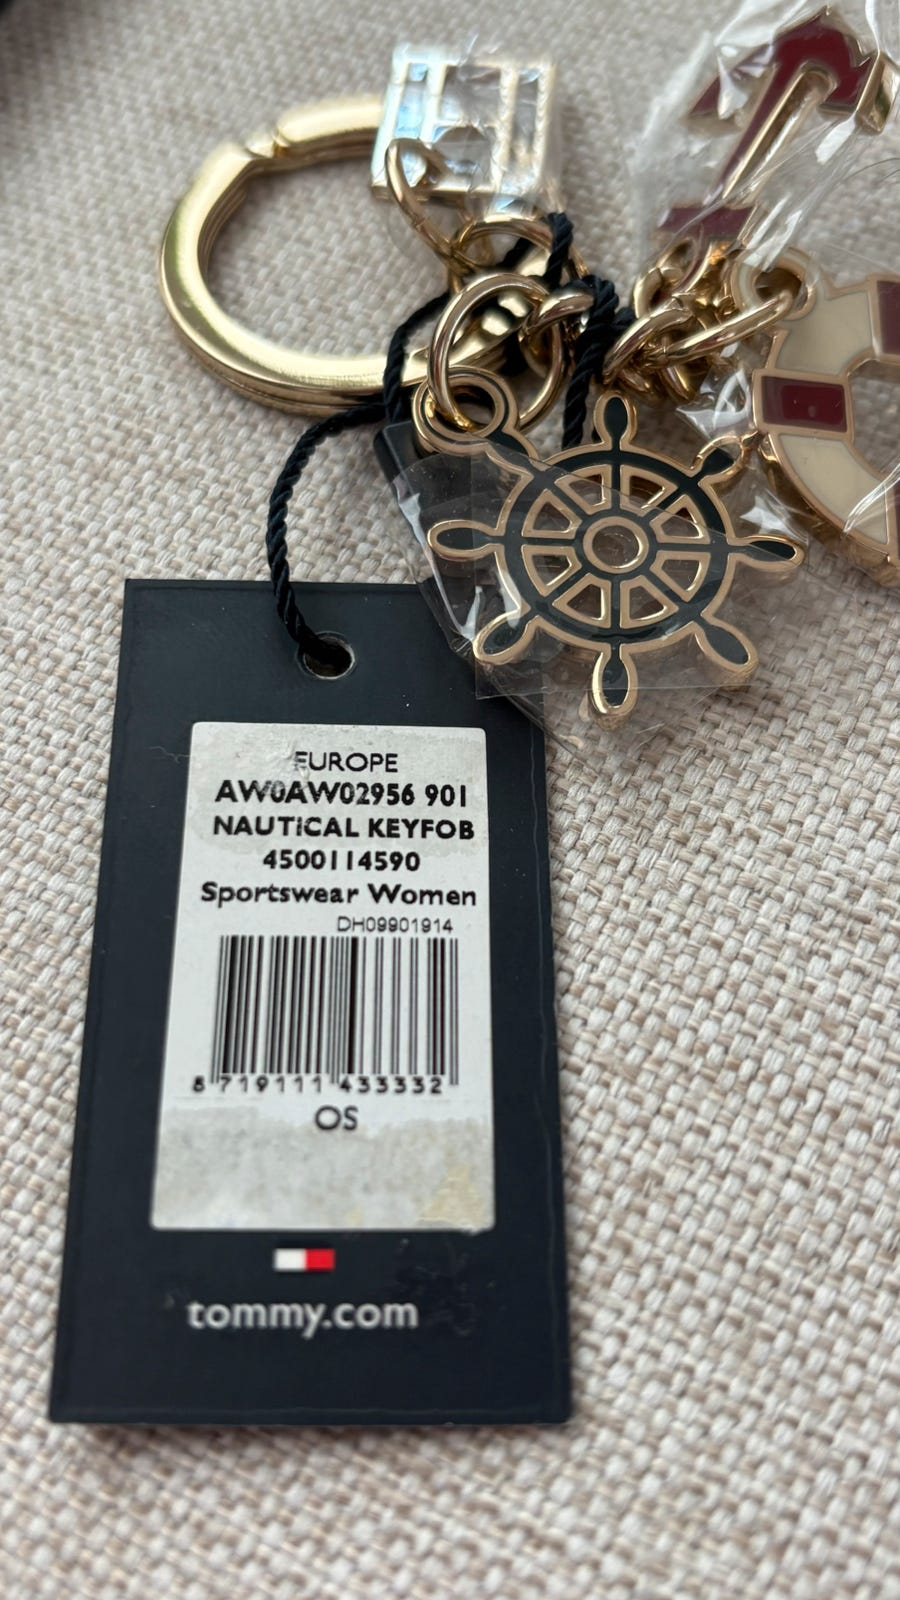 EUROPE
AW0AW02956 901
NAUTICAL KEYFOB
4500114590
Sportswear Women
DH09901914
8 719111 433332
OS
tommy.com